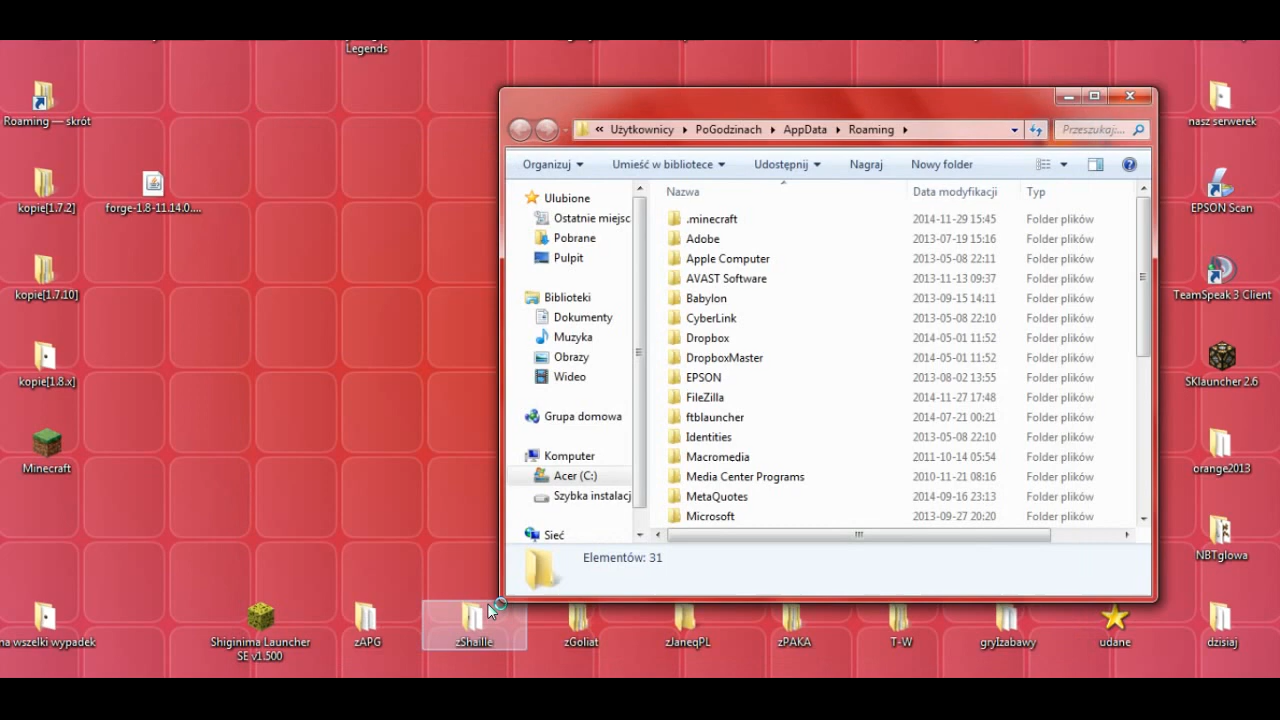 Legends
Roaming — skrót
kopie[1.7.2]
forge-1.8-11.14.0....
kopie[1.7.10]
kopie[1.8.x]
Minecraft
na wszelki wypadek
Shiginima Launcher
SE v1.500
zAPG
zShaille
zGoliat
zJaneqPL
zPAKA
T-W
gryIzabawy
udane
dzisiaj
nasz serwerek
EPSON Scan
TeamSpeak 3 Client
SKlauncher 2.6
orange2013
NBTglowa
« Użytkownicy PoGodzinach AppData Roaming
Przeszukaj:...
Organizuj Umieść w bibliotece Udostępnij Nagraj Nowy folder
Ulubione
Ostatnie miejsc
Pobrane
Pulpit
Biblioteki
Dokumenty
Muzyka
Obrazy
Wideo
Grupa domowa
Komputer
Acer (C:)
Szybka instalacj
Sieć
Nazwa Data modyfikacji Typ
.minecraft 2014-11-29 15:45 Folder plików
Adobe 2013-07-19 15:16 Folder plików
Apple Computer 2013-05-08 22:11 Folder plików
AVAST Software 2013-11-13 09:37 Folder plików
Babylon 2013-09-15 14:11 Folder plików
CyberLink 2013-05-08 22:10 Folder plików
Dropbox 2014-05-01 11:52 Folder plików
DropboxMaster 2014-05-01 11:52 Folder plików
EPSON 2013-08-02 13:55 Folder plików
FileZilla 2014-11-27 17:48 Folder plików
ftblauncher 2014-07-21 00:21 Folder plików
Identities 2013-05-08 22:10 Folder plików
Macromedia 2011-10-14 05:54 Folder plików
Media Center Programs 2010-11-21 08:16 Folder plików
MetaQuotes 2014-09-16 23:13 Folder plików
Microsoft 2013-09-27 20:20 Folder plików
Elementów: 31